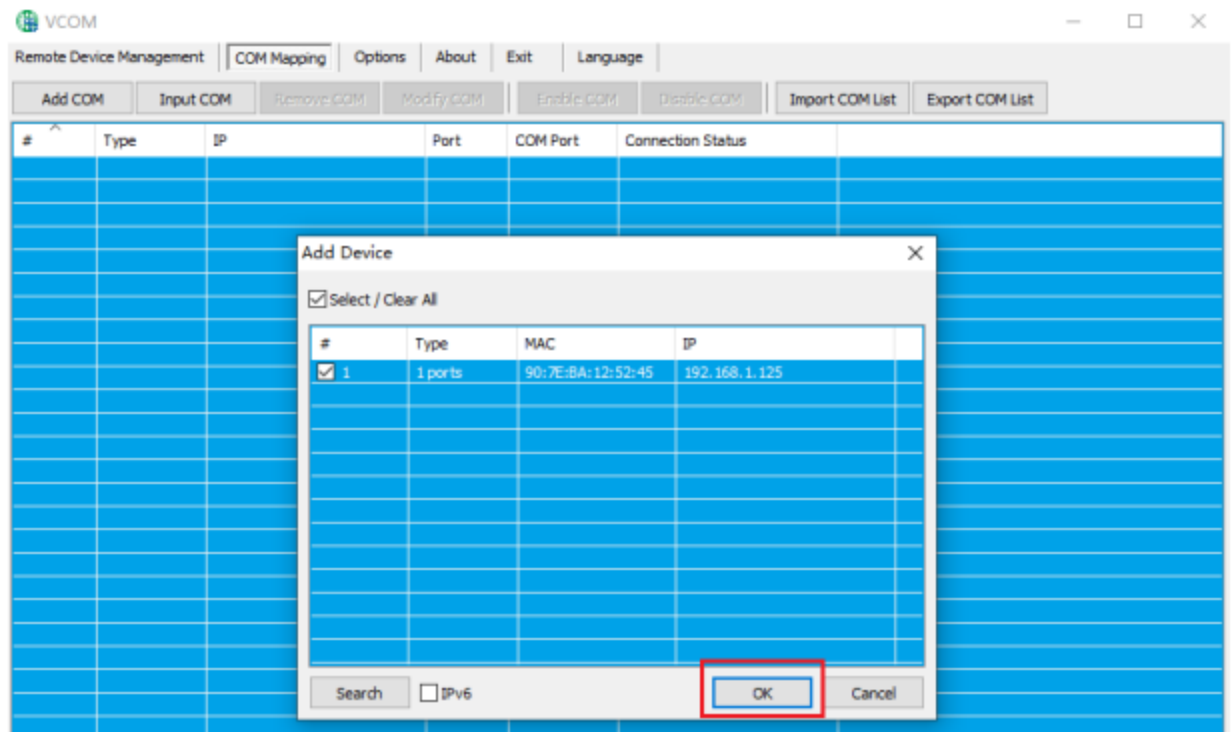 VCOM
Remote Device Management COM Mapping Options About Exit Language
Add COM Input COM Remove COM Modify COM Enable COM Disable COM Import COM List Export COM List
# Type IP Port COM Port Connection Status
Add Device
Select / Clear All
# Type MAC IP
1 1 ports 90:7E:BA:12:52:45 192.168.1.125
Search IPv6 OK Cancel